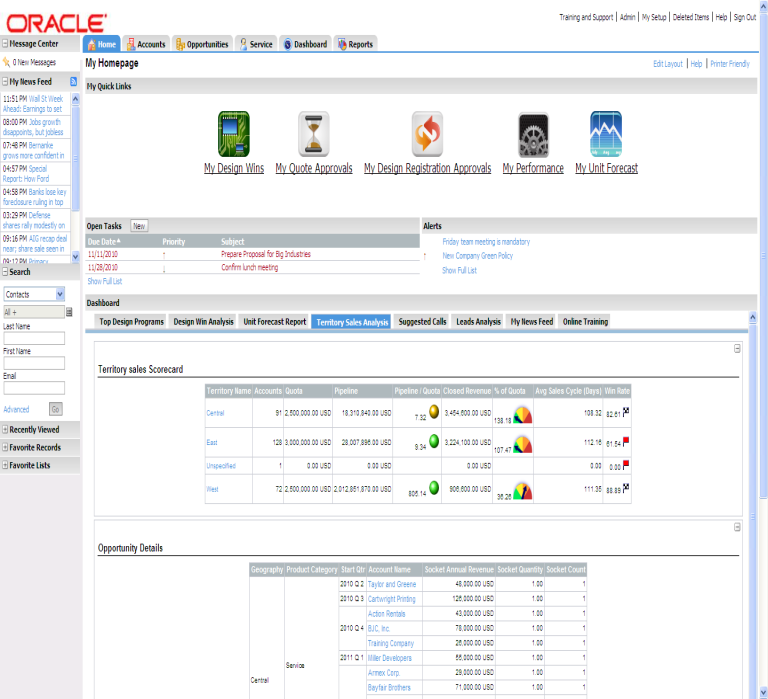 ORACLE
Training and Support | Admin | My Setup | Deleted Items | Help | Sign Out
Message Center
0 New Messages
My News Feed
11:51 PM Wall St Week
Ahead: Earnings to set
08:00 PM Jobs growth
disappoints, but jobless
07:48 PM Bernanke
grows more confident in
04:57 PM Special
Report: How Ford
04:58 PM Banks lose key
foreclosure ruling in top
03:29 PM Defense
shares rally modestly on
09:16 PM AIG recap deal
near; share sale seen in
09:12 PM Primary
Search
Contacts
All +
Last Name
First Name
Email
Advanced Go
Recently Viewed
Favorite Records
Favorite Lists
Home Accounts Opportunities Service Dashboard Reports
My Homepage
Edit Layout | Help | Printer Friendly
My Quick Links
My Design Wins My Quote Approvals My Design Registration Approvals My Performance My Unit Forecast
Open Tasks New
Due Date Priority Subject
11/11/2010 ↑ Prepare Proposal for Big Industries
11/28/2010 ↓ Confirm lunch meeting
Show Full List
Alerts
Friday team meeting is mandatory
↑ New Company Green Policy
Show Full List
Dashboard
Top Design Programs Design Win Analysis Unit Forecast Report Territory Sales Analysis Suggested Calls Leads Analysis My News Feed Online Training
Territory sales Scorecard
Territory Name Accounts Quota Pipeline Pipeline / Quota Closed Revenue % of Quota Avg Sales Cycle (Days) Win Rate
Central 91 2,500,000.00 USD 18,310,840.00 USD 7.32 3,454,600.00 USD 138.18 108.32 82.61
East 128 3,000,000.00 USD 28,007,896.00 USD 9.34 3,224,100.00 USD 107.47 112.16 61.54
Unspecified 1 0.00 USD 0.00 USD 0.00 USD 0.00 0.00
West 72 2,500,000.00 USD 2,012,851,870.00 USD 805.14 906,600.00 USD 36.26 111.35 88.89
Opportunity Details
Geography Product Category Start Qtr Account Name Socket Annual Revenue Socket Quantity Socket Count
2010 Q 2 Taylor and Greene 48,000.00 USD 1.00 1
2010 Q 3 Cartwright Printing 126,000.00 USD 1.00 1
Action Rentals 43,000.00 USD 1.00 1
2010 Q 4 BJC, Inc. 78,000.00 USD 1.00 1
Training Company 26,000.00 USD 1.00 1
2011 Q 1 Miller Developers 55,000.00 USD 1.00 1
Service
Armex Corp. 29,000.00 USD 1.00 1
Central
Bayfair Brothers 71,000.00 USD 1.00 1